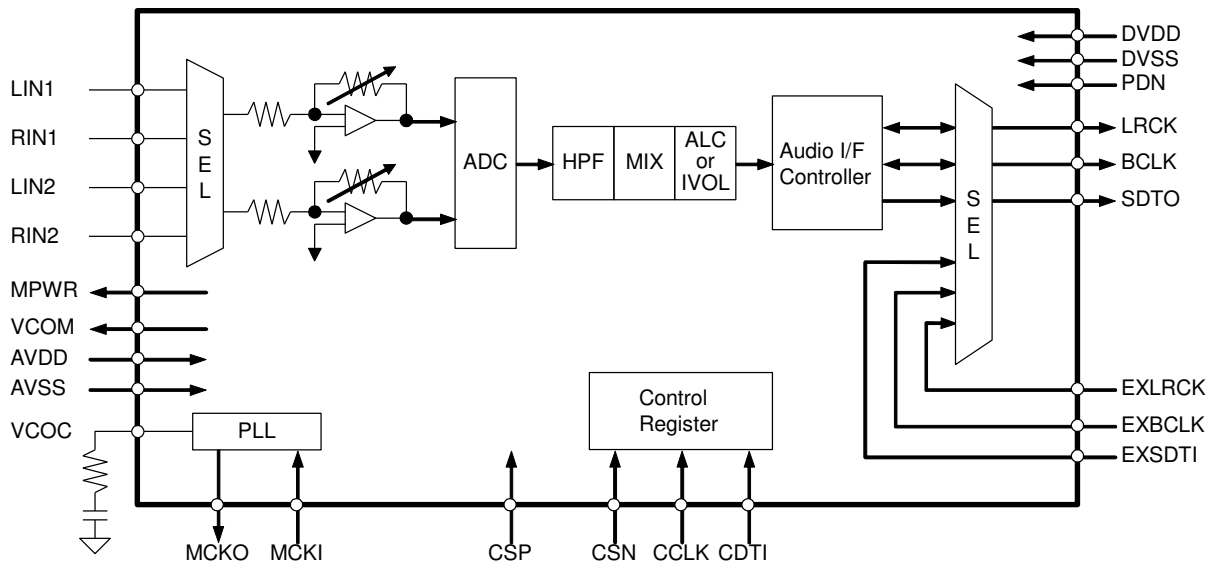 LIN1
RIN1
LIN2
RIN2
MPWR
VCOM
AVDD
AVSS
VCOC
S
E
L
ADC
HPF
MIX
ALC
or
IVOL
Audio I/F
Controller
S
E
L
DVDD
DVSS
PDN
LRCK
BCLK
SDTO
EXLRCK
EXBCLK
EXSDTI
PLL
Control
Register
MCKO
MCKI
CSP
CSN
CCLK
CDTI